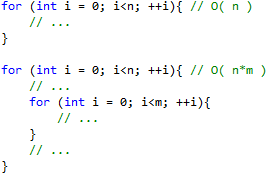 for (int i = 0; i<n; ++i){ // O( n )
    // ...
}

for (int i = 0; i<n; ++i){ // O( n*m )
    // ...
    for (int i = 0; i<m; ++i){
        // ...
    }
    // ...
}